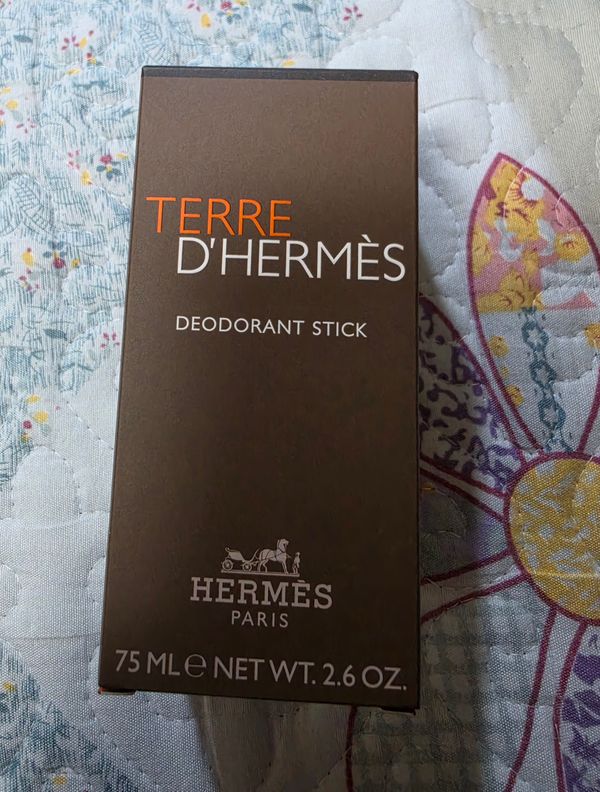 TERRE
D'HERMÈS
DEODORANT STICK
HERMÈS
PARIS
75 ML e NET WT. 2.6 OZ.